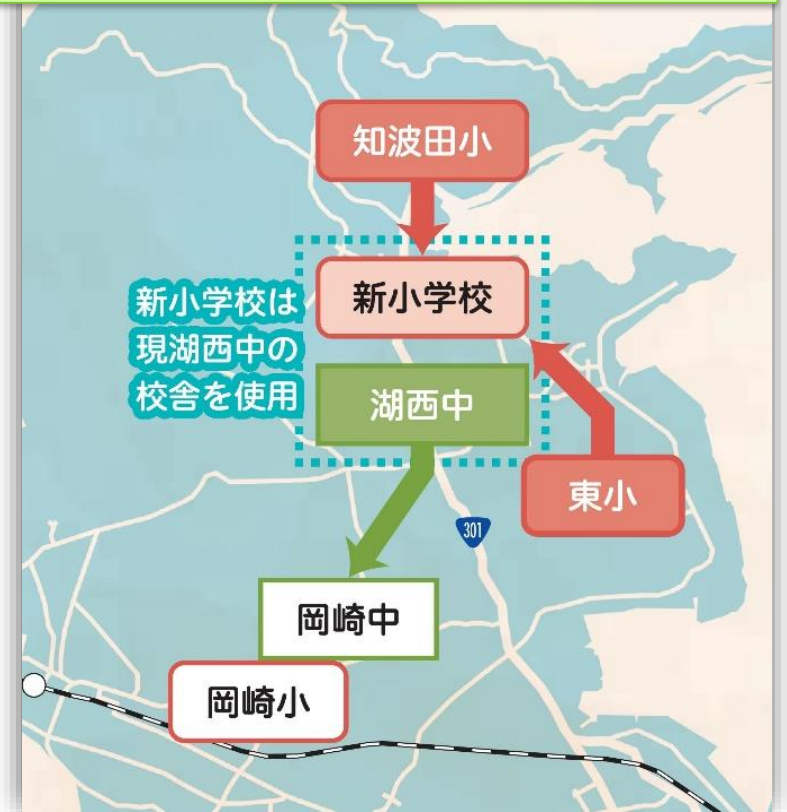 知波田小
新小学校
新小学校は
現湖西中の
校舎を使用
湖西中
東小
301
岡崎中
岡崎小